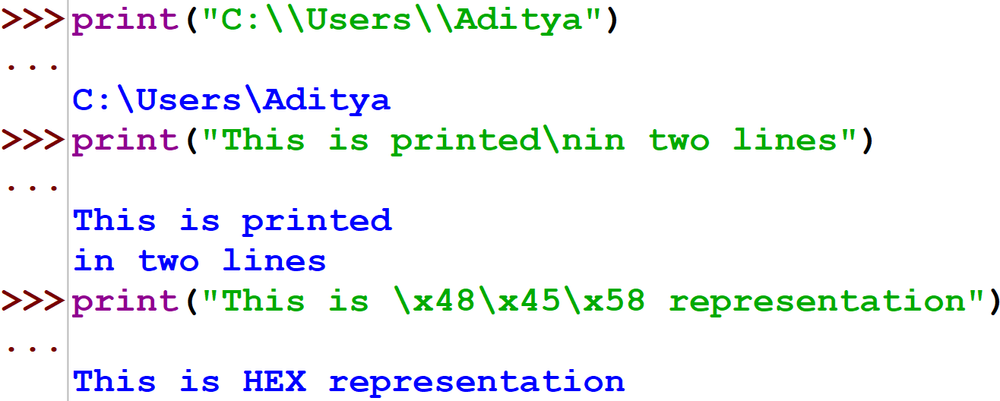 >>> print("C:\\Users\\Aditya")
...
C:\Users\Aditya
>>> print("This is printed\nin two lines")
...
This is printed
in two lines
>>> print("This is \x48\x45\x58 representation")
...
This is HEX representation